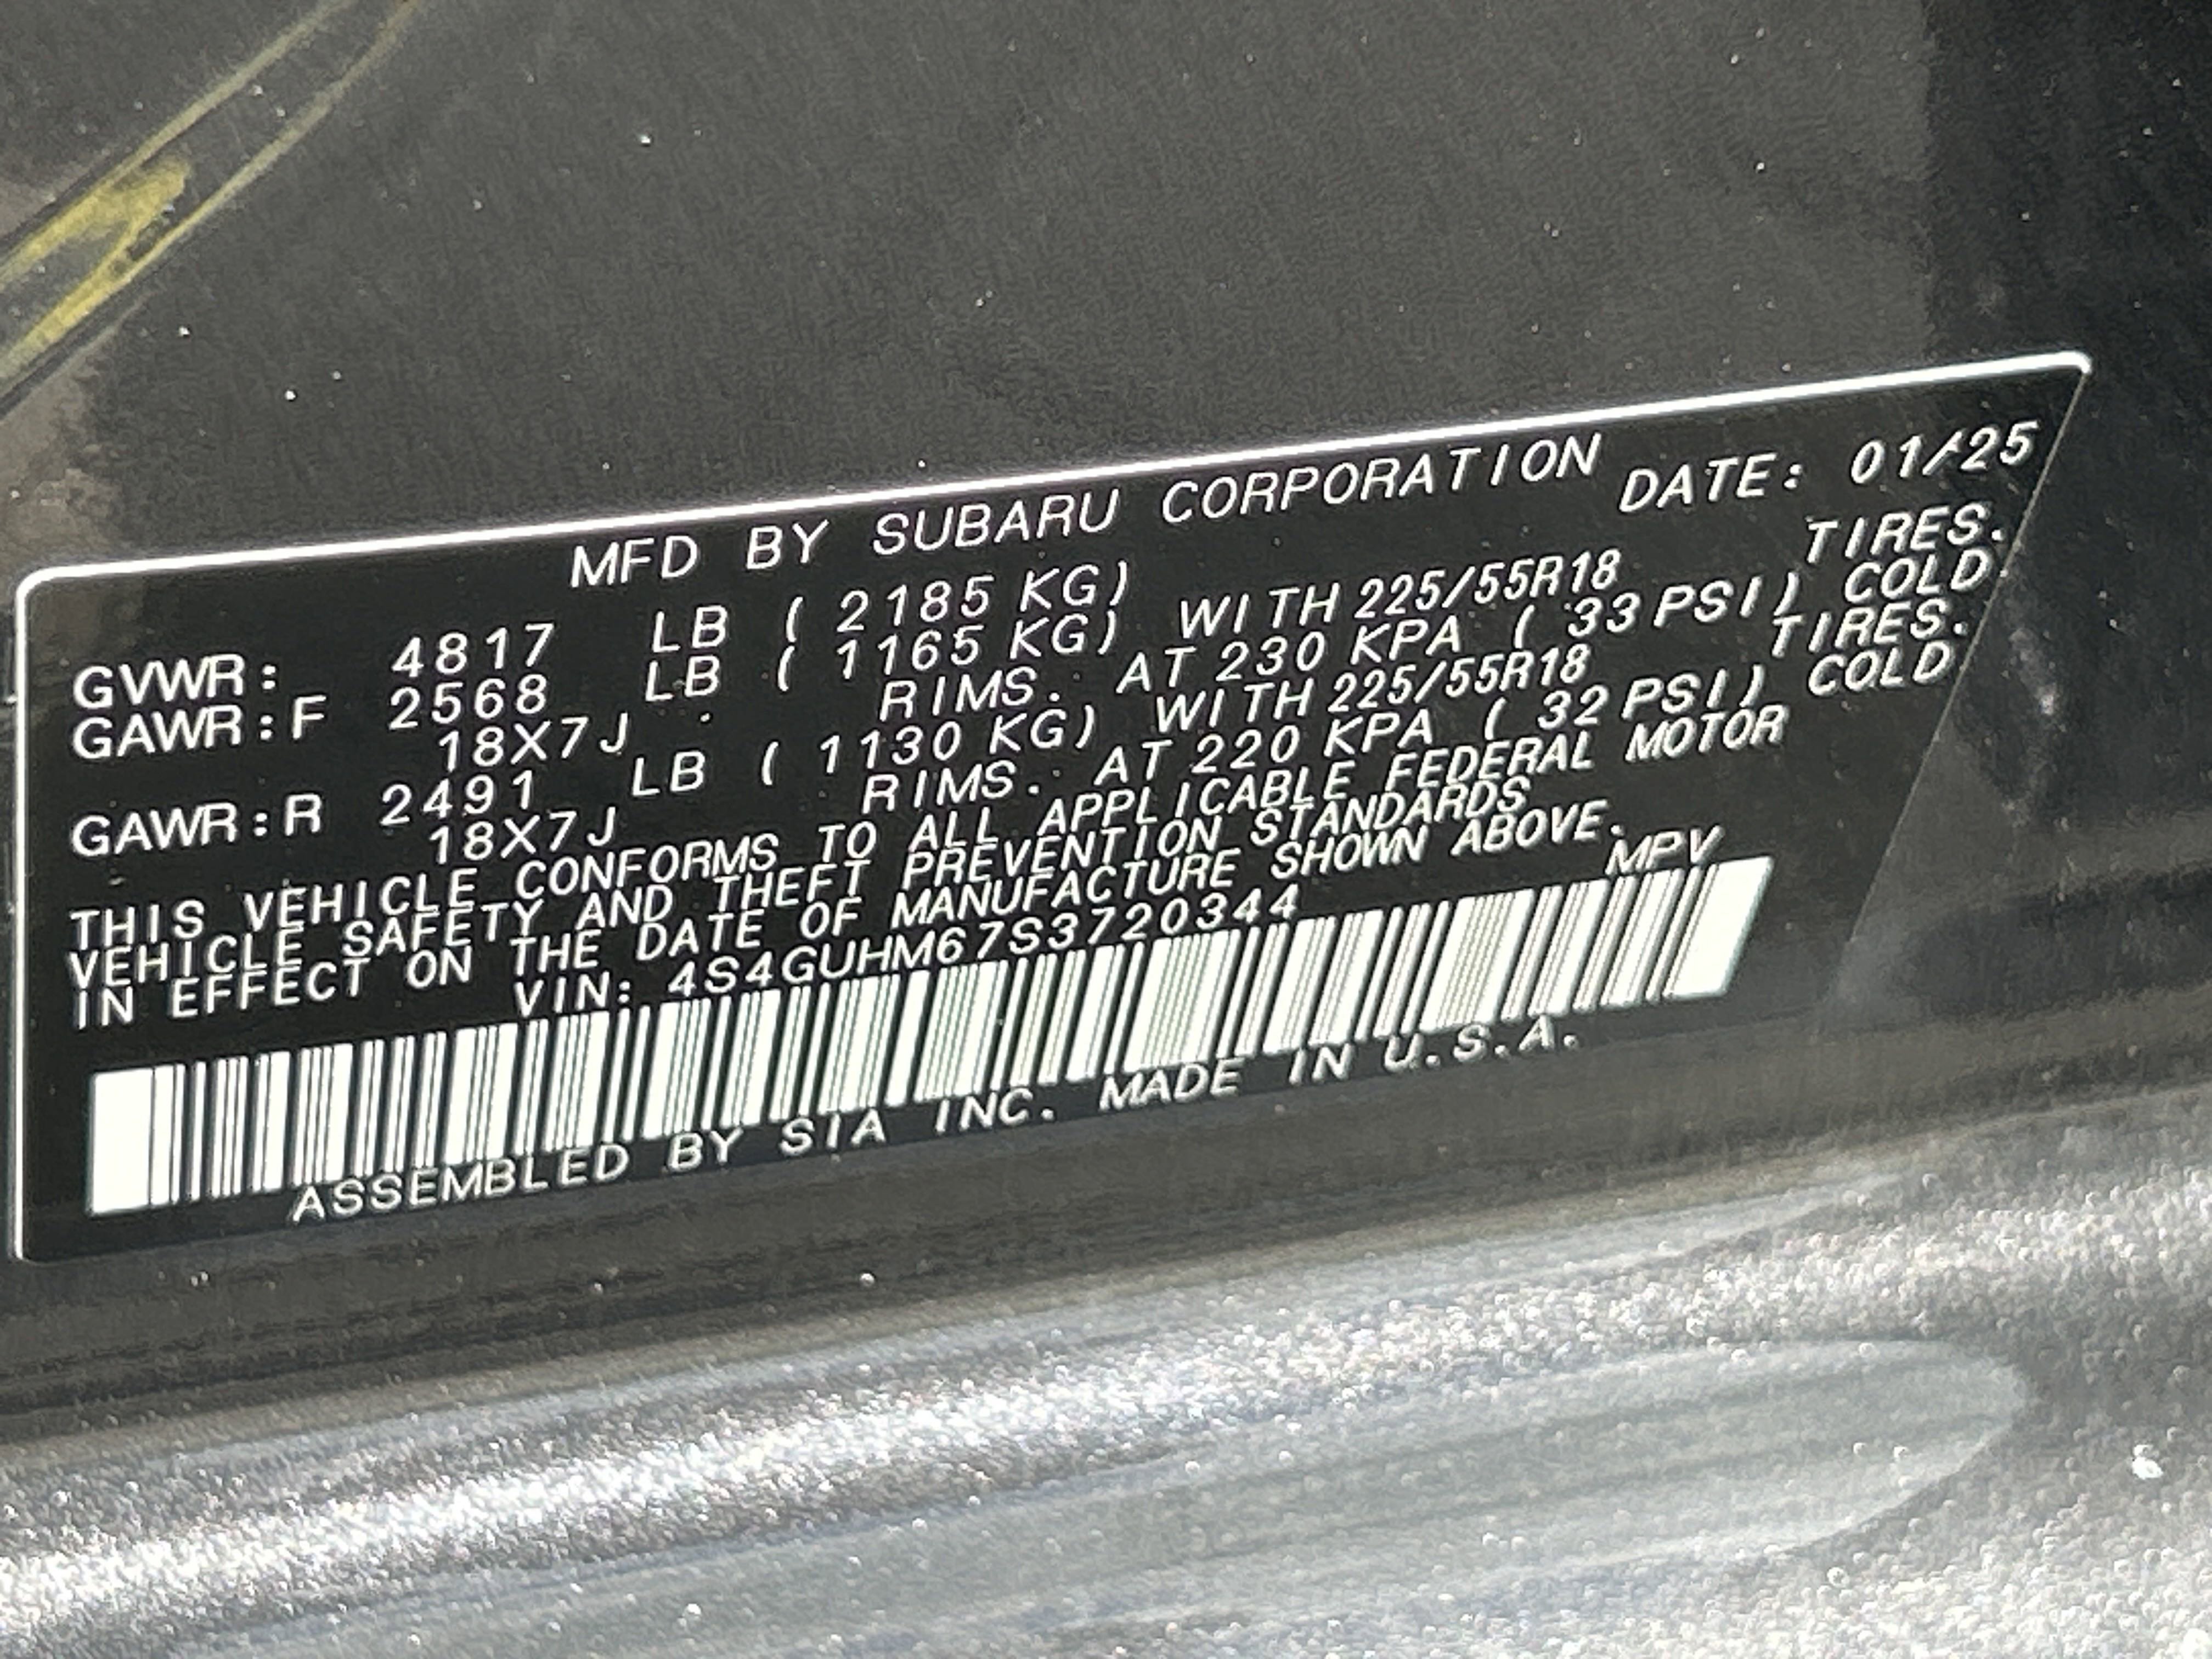 MFD BY SUBARU CORPORATION DATE: 01/25
GVWR: 4817 LB ( 2185 KG)
GAWR:F 2568 LB ( 1165 KG) WITH 225/55R18 TIRES.
18X7J RIMS. AT 230 KPA ( 33 PSI) COLD.
GAWR:R 2491 LB ( 1130 KG) WITH 225/55R18 TIRES.
18X7J RIMS. AT 220 KPA ( 32 PSI) COLD
THIS VEHICLE CONFORMS TO ALL APPLICABLE FEDERAL MOTOR
VEHICLE SAFETY AND THEFT PREVENTION STANDARDS
IN EFFECT ON THE DATE OF MANUFACTURE SHOWN ABOVE.
VIN: 4S4GUHM67S3720344 MPV
ASSEMBLED BY SIA INC. MADE IN U.S.A.